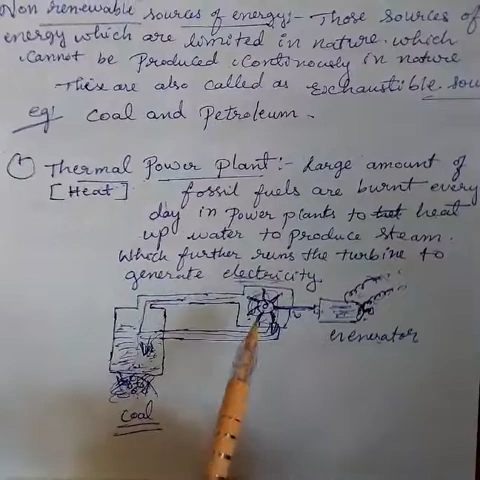 Non renewable sources of energy:- Those sources of
energy which are limited in nature. which
cannot be produced continously in nature
These are also called as exchaustible sou
eg: coal and Petroleum.
Thermal Power plant:- Large amount of
[Heat] fossil fuels are burnt every
day in power plants to heat
up water to produce steam.
Which further runs the turbine to
generate electricity.
Generator
coal